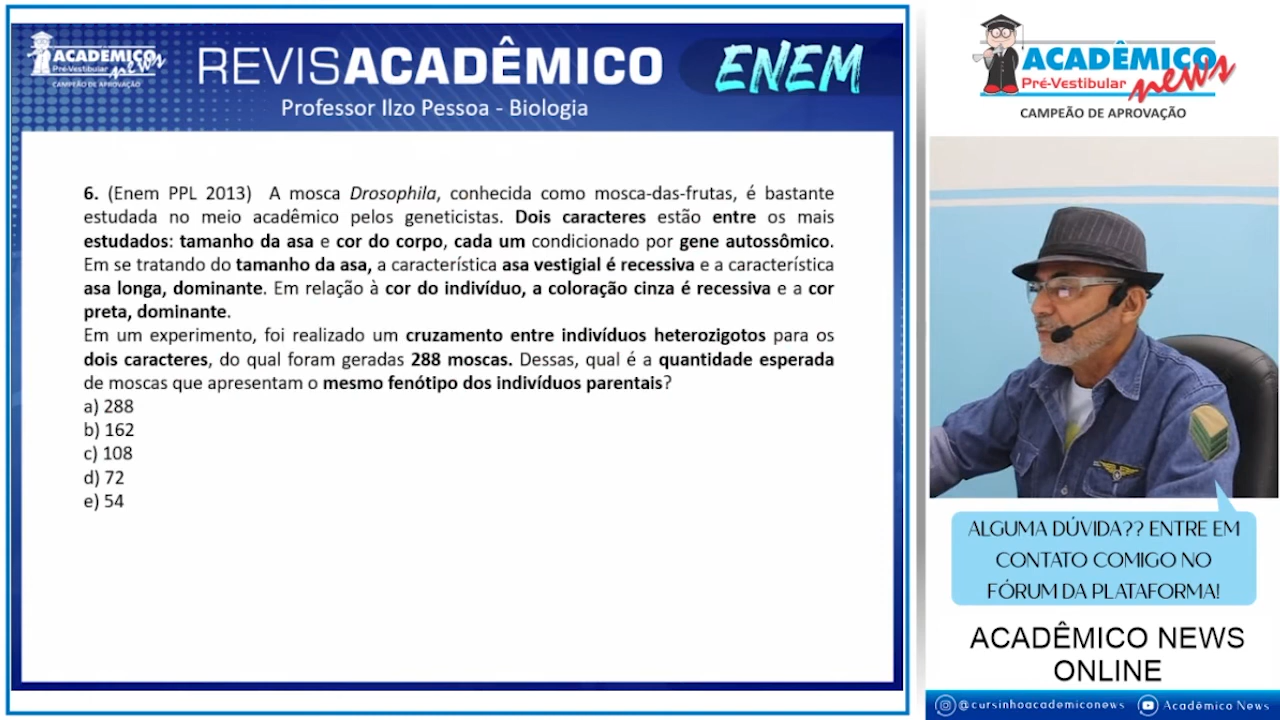 ACADÊMICO
Pré-Vestibular news
CAMPEÃO DE APROVAÇÃO
REVISACADÊMICO
ENEM
Professor Ilzo Pessoa - Biologia
6. (Enem PPL 2013) A mosca Drosophila, conhecida como mosca-das-frutas, é bastante
estudada no meio acadêmico pelos geneticistas. Dois caracteres estão entre os mais
estudados: tamanho da asa e cor do corpo, cada um condicionado por gene autossômico.
Em se tratando do tamanho da asa, a característica asa vestigial é recessiva e a característica
asa longa, dominante. Em relação à cor do indivíduo, a coloração cinza é recessiva e a cor
preta, dominante.
Em um experimento, foi realizado um cruzamento entre indivíduos heterozigotos para os
dois caracteres, do qual foram geradas 288 moscas. Dessas, qual é a quantidade esperada
de moscas que apresentam o mesmo fenótipo dos indivíduos parentais?
a) 288
b) 162
c) 108
d) 72
e) 54
ACADÊMICO
Pré-Vestibular news
CAMPEÃO DE APROVAÇÃO
ALGUMA DÚVIDA?? ENTRE EM
CONTATO COMIGO NO
FÓRUM DA PLATAFORMA!
ACADÊMICO NEWS
ONLINE
@cursinhoacademiconews Acadêmico News